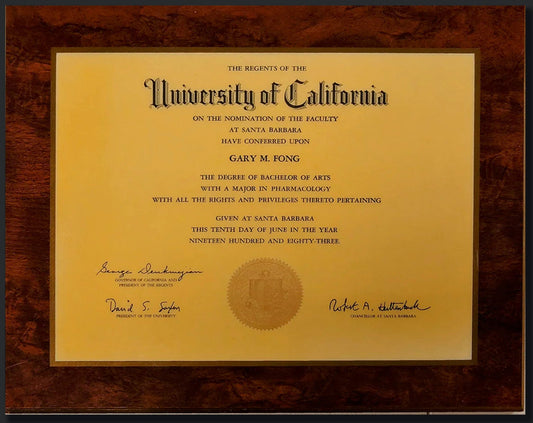 THE REGENTS OF THE
University of California
ON THE NOMINATION OF THE FACULTY
AT SANTA BARBARA
HAVE CONFERRED UPON
GARY M. FONG
THE DEGREE OF BACHELOR OF ARTS
WITH A MAJOR IN PHARMACOLOGY
WITH ALL THE RIGHTS AND PRIVILEGES THERETO PERTAINING
GIVEN AT SANTA BARBARA
THIS TENTH DAY OF JUNE IN THE YEAR
NINETEEN HUNDRED AND EIGHTY-THREE
George Deukmejian
GOVERNOR OF CALIFORNIA AND
PRESIDENT OF THE REGENTS
David S. Saxon
PRESIDENT OF THE UNIVERSITY
Robert A. Huttenback
CHANCELLOR AT SANTA BARBARA